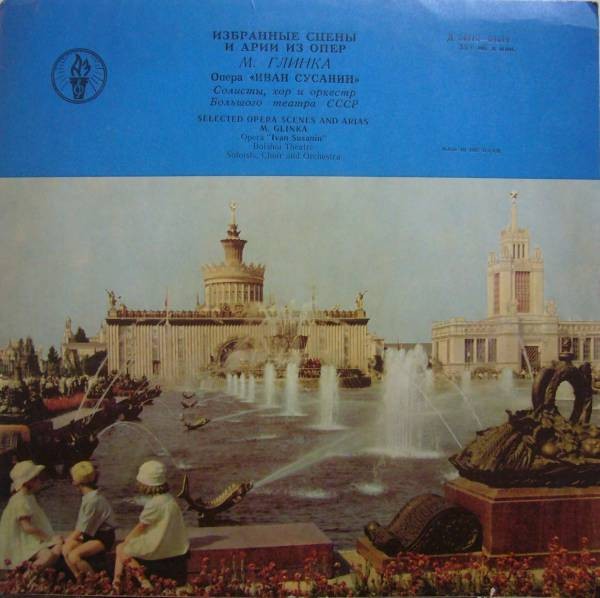 ИЗБРАННЫЕ СЦЕНЫ
И АРИИ ИЗ ОПЕР
М. ГЛИНКА
Опера «ИВАН СУСАНИН»
Солисты, хор и оркестр
Большого театра СССР
SELECTED OPERA SCENES AND ARIAS
M. GLINKA
Opera "Ivan Susanin"
Bolshoi Theatre
Soloists, Choir and Orchestra